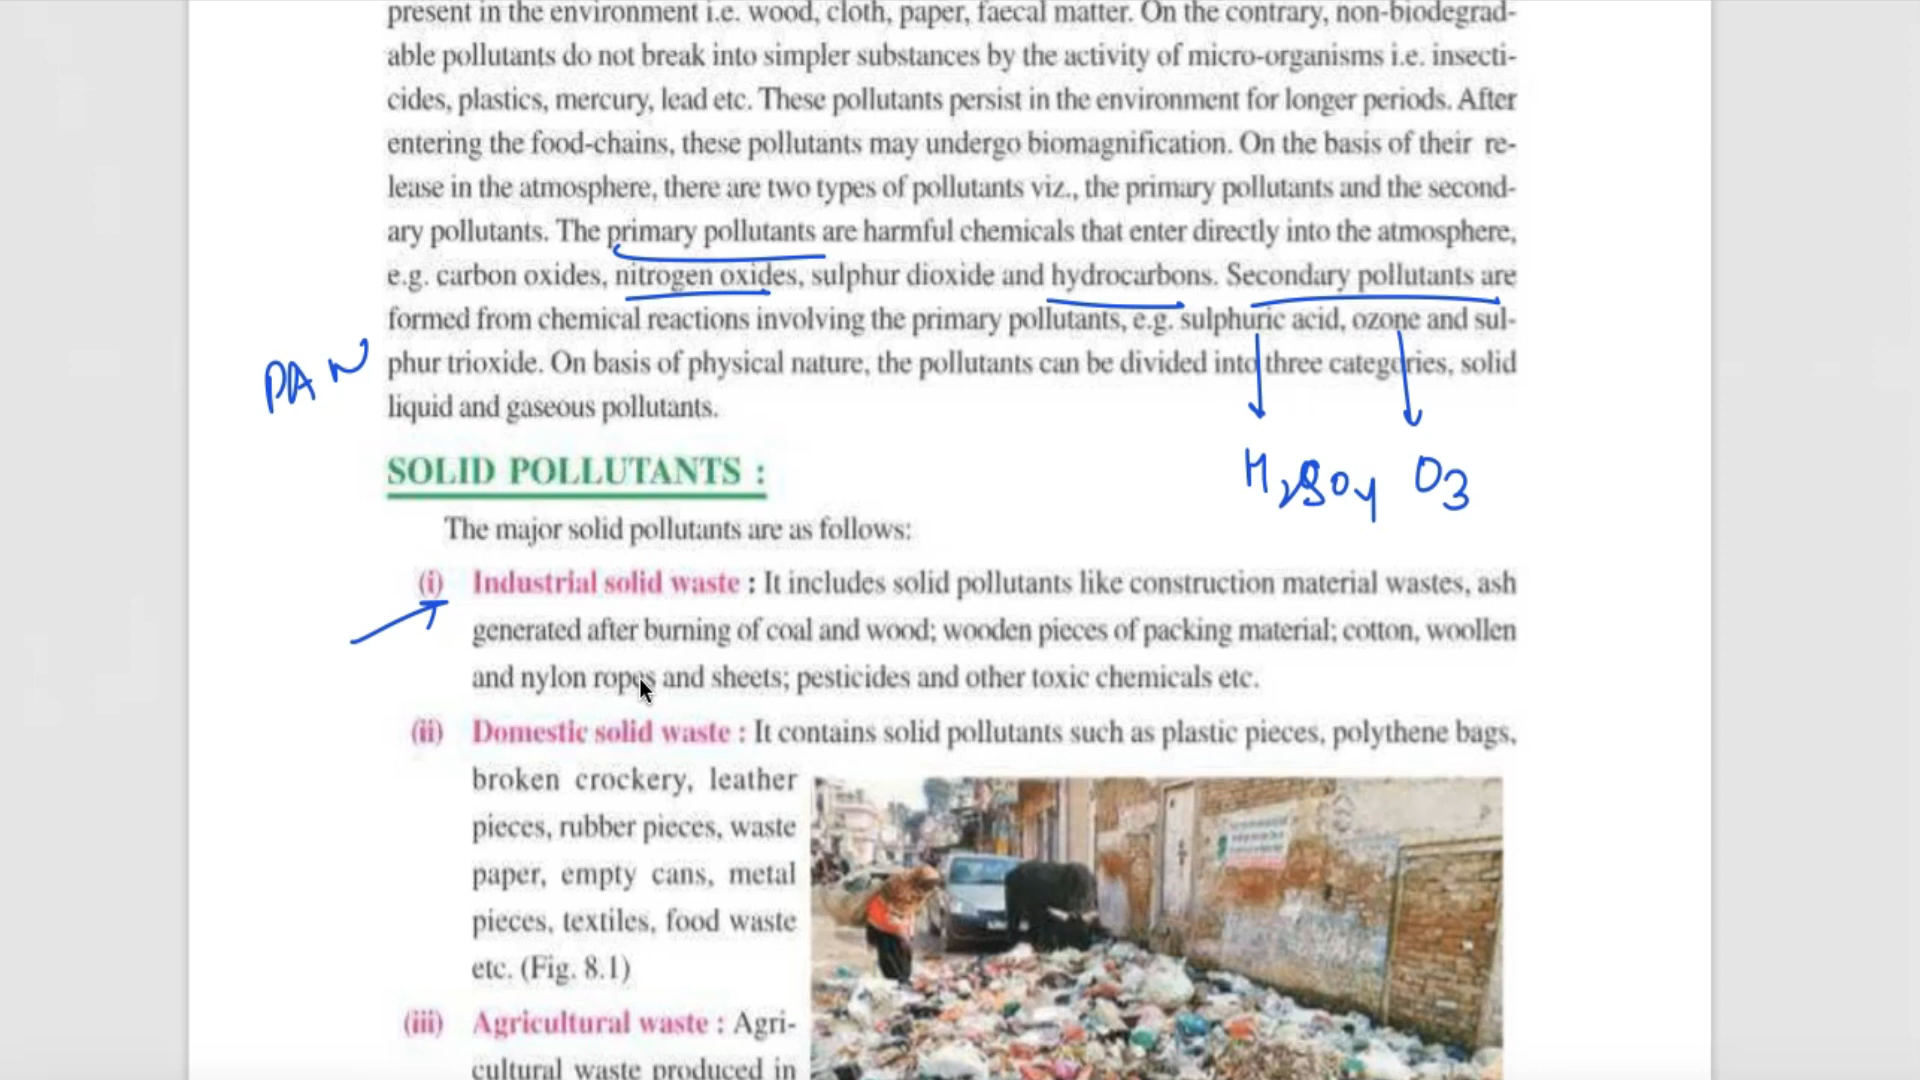 present in the environment i.e. wood, cloth, paper, faecal matter. On the contrary, non-biodegrad-
able pollutants do not break into simpler substances by the activity of micro-organisms i.e. insecti-
cides, plastics, mercury, lead etc. These pollutants persist in the environment for longer periods. After
entering the food-chains, these pollutants may undergo biomagnification. On the basis of their re-
lease in the atmosphere, there are two types of pollutants viz., the primary pollutants and the second-
ary pollutants. The primary pollutants are harmful chemicals that enter directly into the atmosphere,
e.g. carbon oxides, nitrogen oxides, sulphur dioxide and hydrocarbons. Secondary pollutants are
formed from chemical reactions involving the primary pollutants, e.g. sulphuric acid, ozone and sul-
PAN
phur trioxide. On basis of physical nature, the pollutants can be divided into three categories, solid
liquid and gaseous pollutants.
SOLID POLLUTANTS :
H2SO4 O3
The major solid pollutants are as follows:
(i) Industrial solid waste : It includes solid pollutants like construction material wastes, ash
generated after burning of coal and wood; wooden pieces of packing material; cotton, woollen
and nylon ropes and sheets; pesticides and other toxic chemicals etc.
(ii) Domestic solid waste : It contains solid pollutants such as plastic pieces, polythene bags,
broken crockery, leather
pieces, rubber pieces, waste
paper, empty cans, metal
pieces, textiles, food waste
etc. (Fig. 8.1)
(iii) Agricultural waste : Agri-
cultural waste produced in